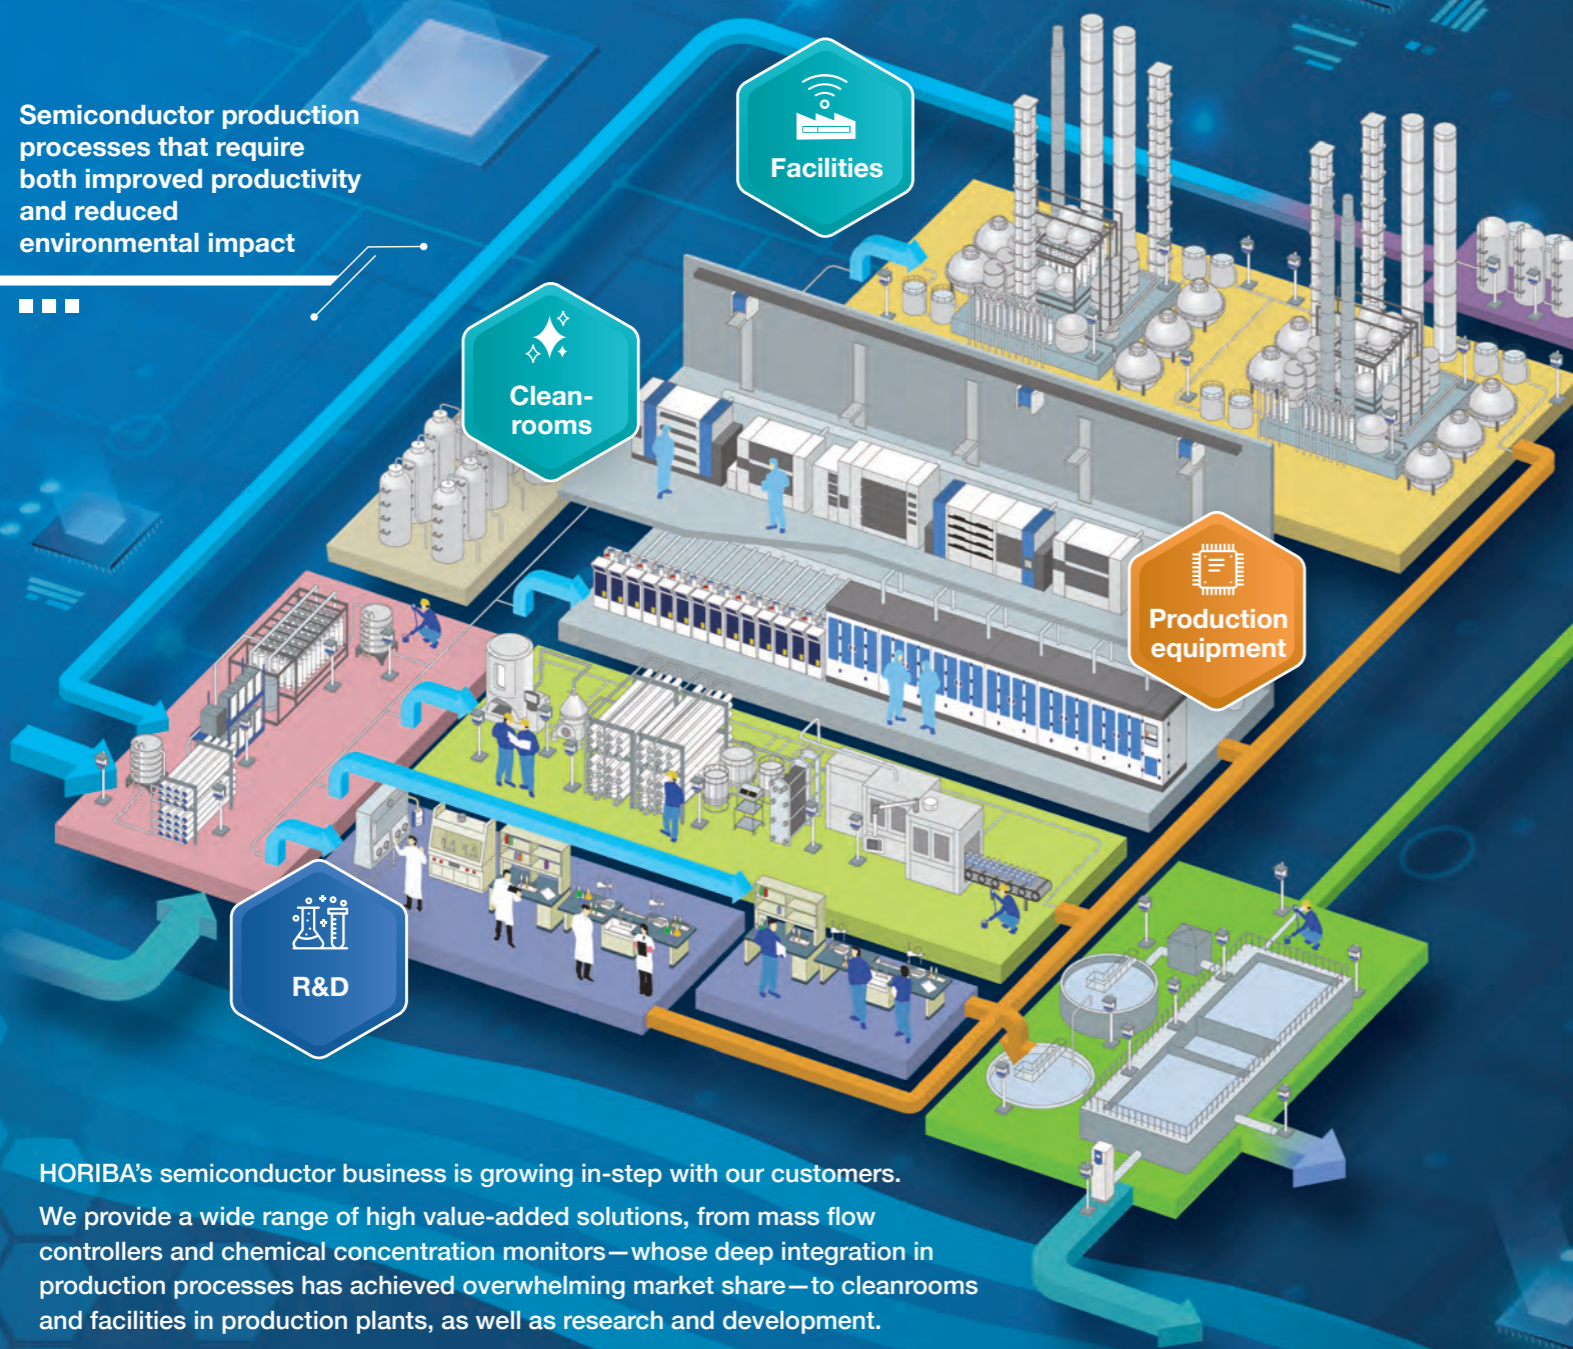 Semiconductor production
processes that require
both improved productivity
and reduced
environmental impact
Facilities
Clean-
rooms
Production
equipment
R&D
HORIBA’s semiconductor business is growing in-step with our customers.
We provide a wide range of high value-added solutions, from mass flow
controllers and chemical concentration monitors—whose deep integration in
production processes has achieved overwhelming market share—to cleanrooms
and facilities in production plants, as well as research and development.